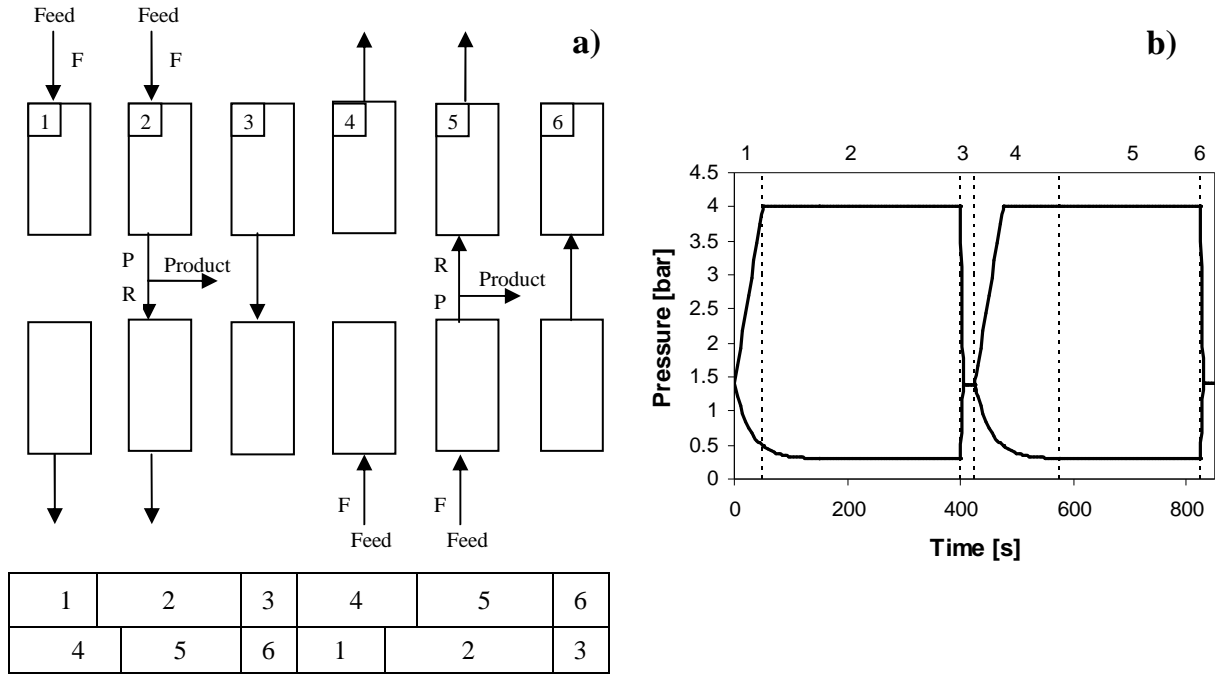 Feed Feed
F F
a)
1 2 3 4 5 6
P
Product
R
R
Product
P
F F
Feed Feed
1 2 3 4 5 6
4 5 6 1 2 3
b)
1 2 3 4 5 6
4.5
4
3.5
3
2.5
2
1.5
1
0.5
0
Pressure [bar]
0 200 400 600 800
Time [s]